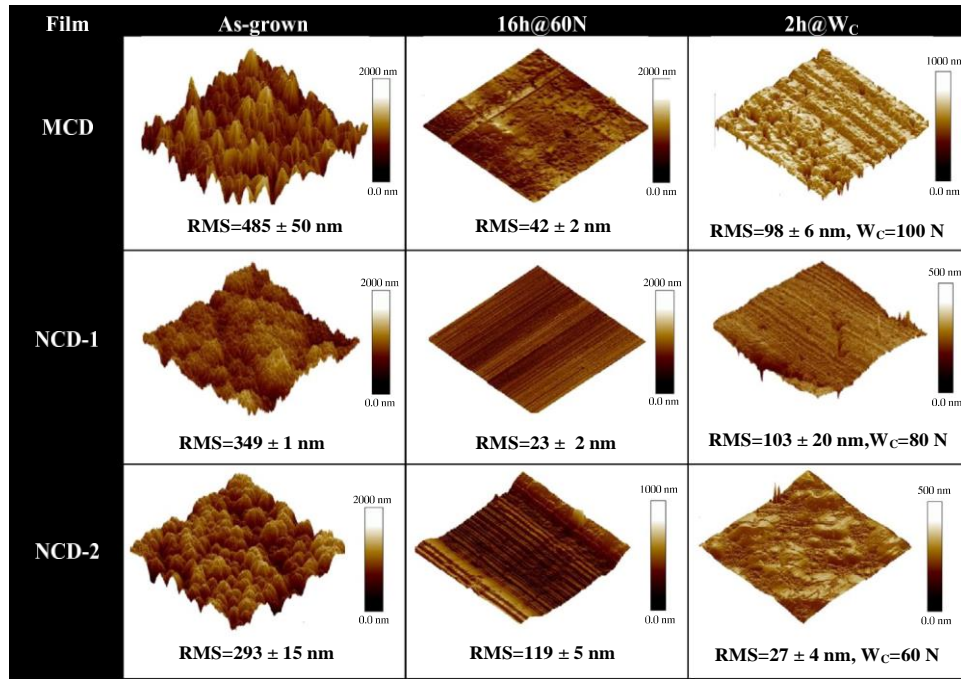 Film As-grown 16h@60N 2h@WC
2000 nm 2000 nm 1000 nm
MCD
0.0 nm 0.0 nm 0.0 nm
RMS=485 ± 50 nm RMS=42 ± 2 nm RMS=98 ± 6 nm, WC=100 N
2000 nm 2000 nm 500 nm
NCD-1
0.0 nm 0.0 nm 0.0 nm
RMS=349 ± 1 nm RMS=23 ± 2 nm RMS=103 ± 20 nm,WC=80 N
2000 nm 1000 nm 500 nm
NCD-2
0.0 nm 0.0 nm 0.0 nm
RMS=293 ± 15 nm RMS=119 ± 5 nm RMS=27 ± 4 nm, WC=60 N